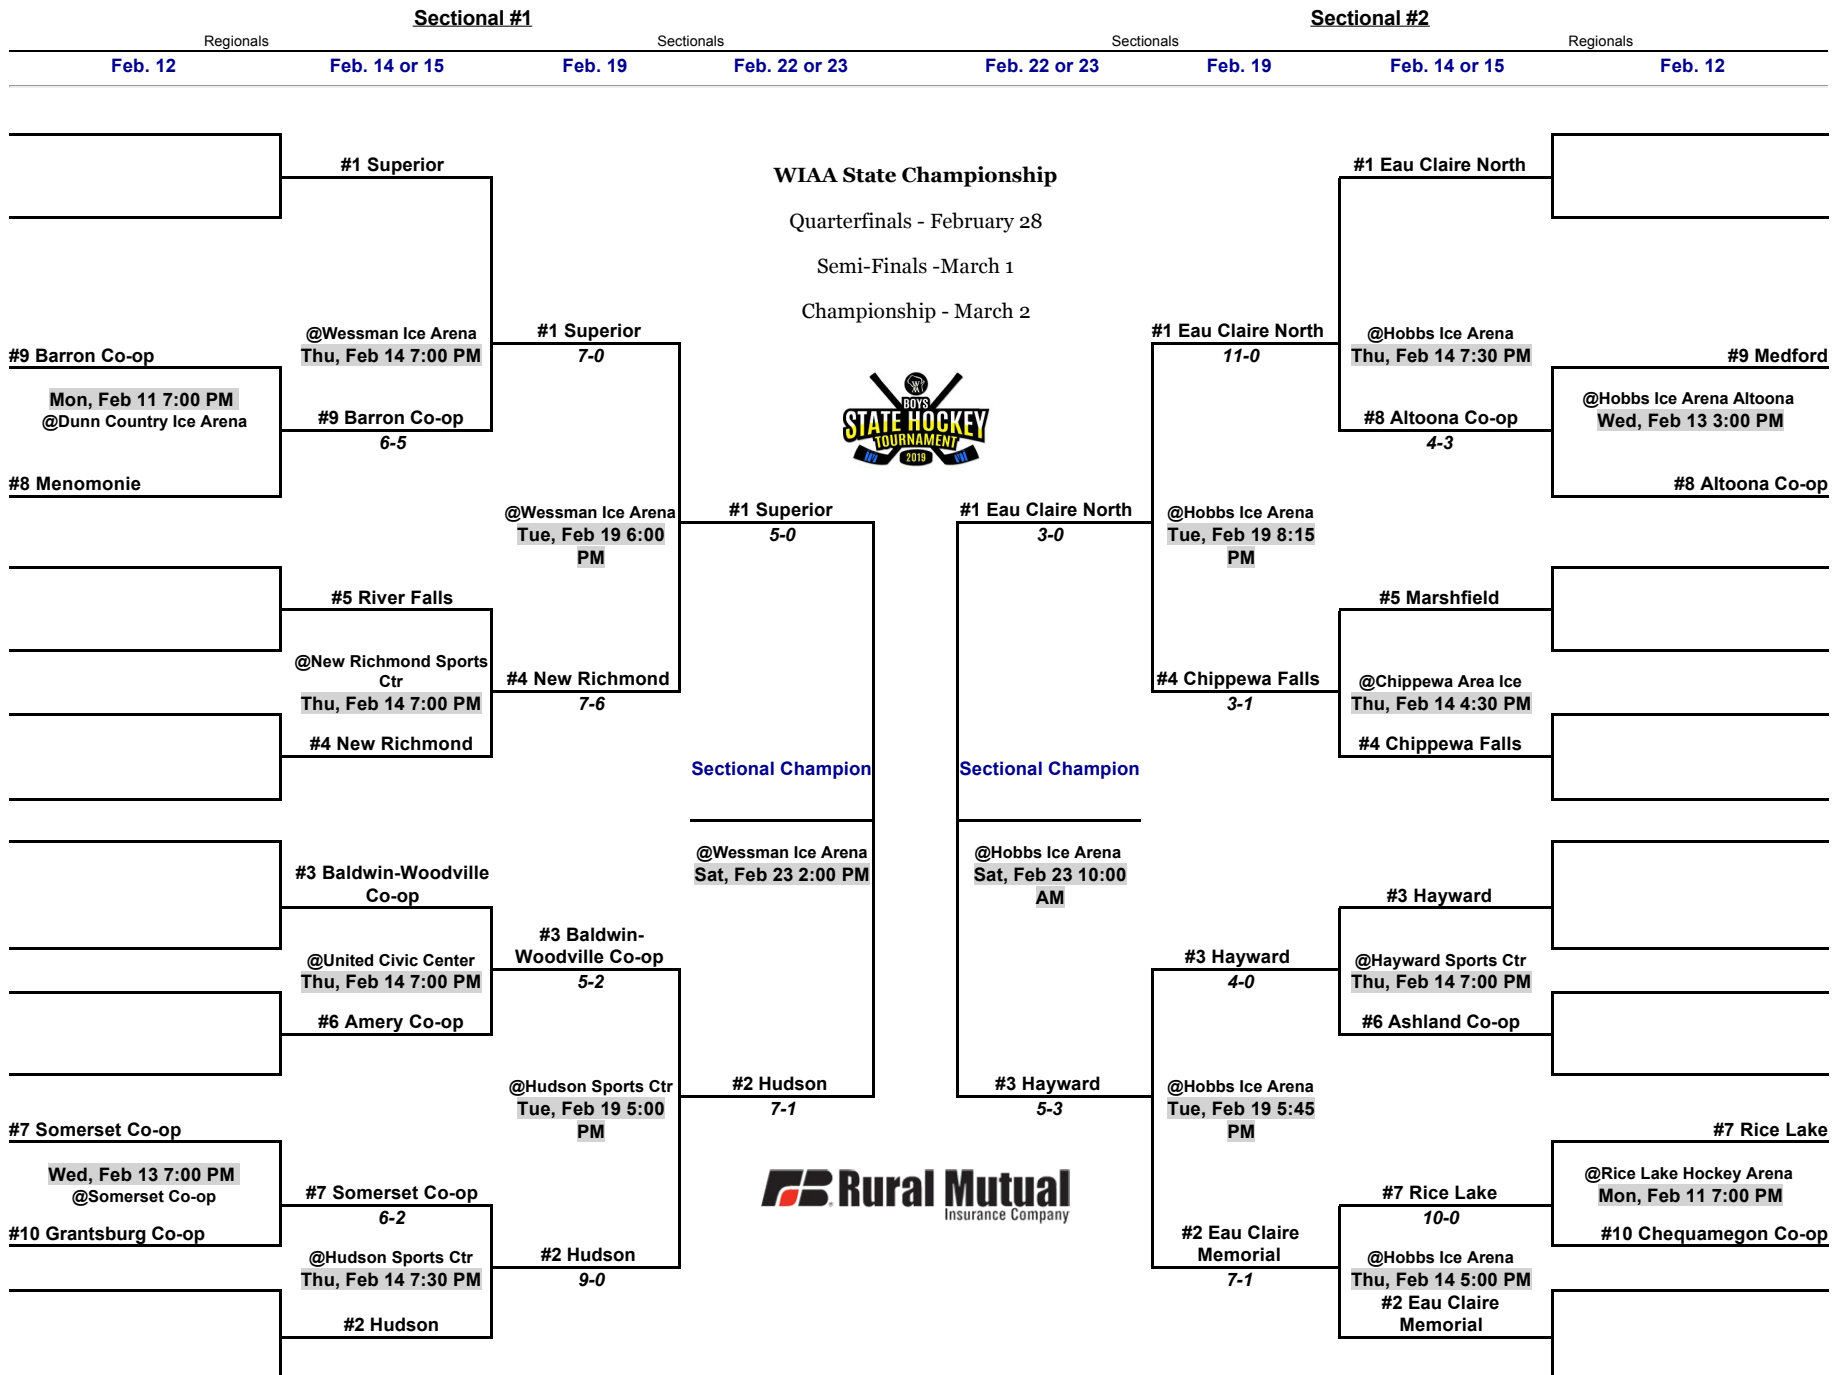 Sectional #1
Sectional #2
Regionals
Sectionals
Sectionals
Regionals
Feb. 12
Feb. 14 or 15
Feb. 19
Feb. 22 or 23
Feb. 22 or 23
Feb. 19
Feb. 14 or 15
Feb. 12
#9 Barron Co-op
Mon, Feb 11 7:00 PM
@Dunn Country Ice Arena
#8 Menomonie
#7 Somerset Co-op
Wed, Feb 13 7:00 PM
@Somerset Co-op
#10 Grantsburg Co-op
#1 Superior
@Wessman Ice Arena
Thu, Feb 14 7:00 PM
#9 Barron Co-op
6-5
#5 River Falls
@New Richmond Sports
Ctr
Thu, Feb 14 7:00 PM
#4 New Richmond
#3 Baldwin-Woodville
Co-op
@United Civic Center
Thu, Feb 14 7:00 PM
#6 Amery Co-op
#7 Somerset Co-op
6-2
@Hudson Sports Ctr
Thu, Feb 14 7:30 PM
#2 Hudson
#1 Superior
7-0
@Wessman Ice Arena
Tue, Feb 19 6:00
PM
#4 New Richmond
7-6
#3 Baldwin-
Woodville Co-op
5-2
@Hudson Sports Ctr
Tue, Feb 19 5:00
PM
#2 Hudson
9-0
#1 Superior
5-0
Sectional Champion
@Wessman Ice Arena
Sat, Feb 23 2:00 PM
#2 Hudson
7-1
WIAA State Championship
Quarterfinals - February 28
Semi-Finals -March 1
Championship - March 2
BOYS
STATE HOCKEY
TOURNAMENT
2019
Rural Mutual
Insurance Company
#1 Eau Claire North
3-0
Sectional Champion
@Hobbs Ice Arena
Sat, Feb 23 10:00
AM
#3 Hayward
5-3
#1 Eau Claire North
11-0
@Hobbs Ice Arena
Tue, Feb 19 8:15
PM
#4 Chippewa Falls
3-1
#3 Hayward
4-0
@Hobbs Ice Arena
Tue, Feb 19 5:45
PM
#2 Eau Claire
Memorial
7-1
#1 Eau Claire North
@Hobbs Ice Arena
Thu, Feb 14 7:30 PM
#8 Altoona Co-op
4-3
#5 Marshfield
@Chippewa Area Ice
Thu, Feb 14 4:30 PM
#4 Chippewa Falls
#3 Hayward
@Hayward Sports Ctr
Thu, Feb 14 7:00 PM
#6 Ashland Co-op
#7 Rice Lake
10-0
@Hobbs Ice Arena
Thu, Feb 14 5:00 PM
#2 Eau Claire
Memorial
#9 Medford
@Hobbs Ice Arena Altoona
Wed, Feb 13 3:00 PM
#8 Altoona Co-op
#7 Rice Lake
@Rice Lake Hockey Arena
Mon, Feb 11 7:00 PM
#10 Chequamegon Co-op